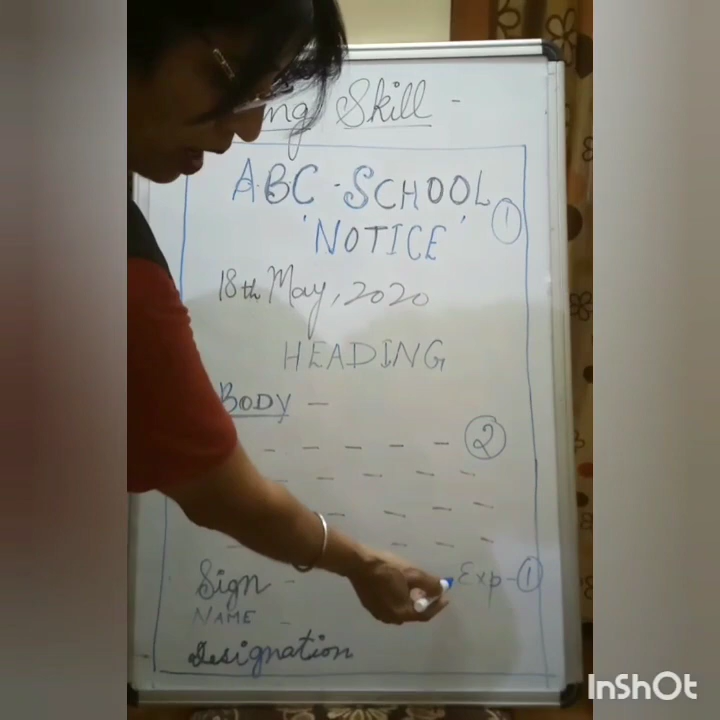 ng Skill -
ABC - SCHOOL
'NOTICE' 1
18th May, 2020
HEADING
BODY -
2
Sign - Exp - 1
NAME -
Designation
InShOt